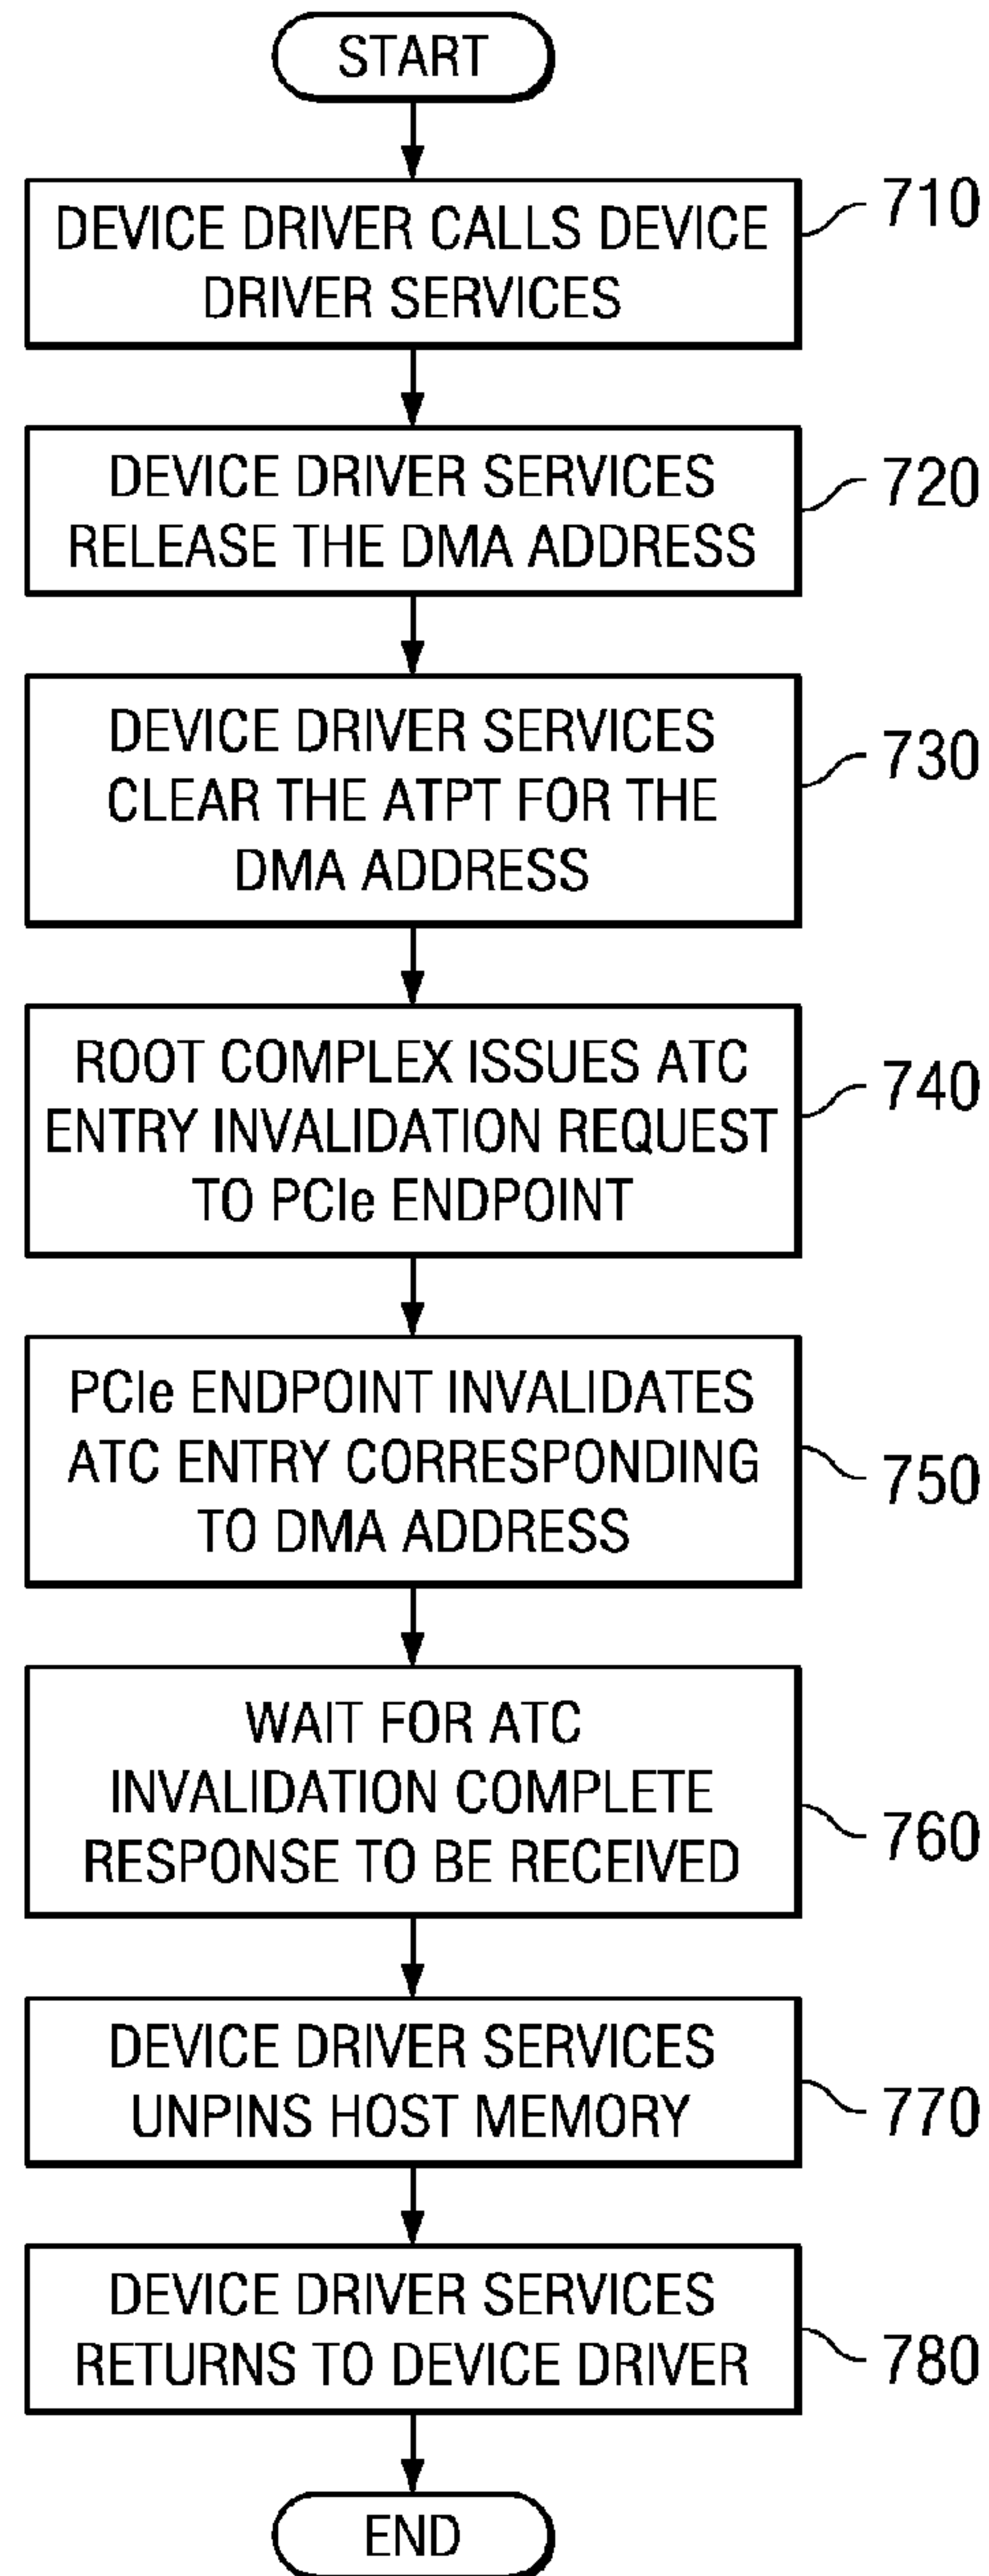 START
DEVICE DRIVER CALLS DEVICE
DRIVER SERVICES
710
DEVICE DRIVER SERVICES
RELEASE THE DMA ADDRESS
720
DEVICE DRIVER SERVICES
CLEAR THE ATPT FOR THE
DMA ADDRESS
730
ROOT COMPLEX ISSUES ATC
ENTRY INVALIDATION REQUEST
TO PCIe ENDPOINT
740
PCIe ENDPOINT INVALIDATES
ATC ENTRY CORRESPONDING
TO DMA ADDRESS
750
WAIT FOR ATC
INVALIDATION COMPLETE
RESPONSE TO BE RECEIVED
760
DEVICE DRIVER SERVICES
UNPINS HOST MEMORY
770
DEVICE DRIVER SERVICES
RETURNS TO DEVICE DRIVER
780
END